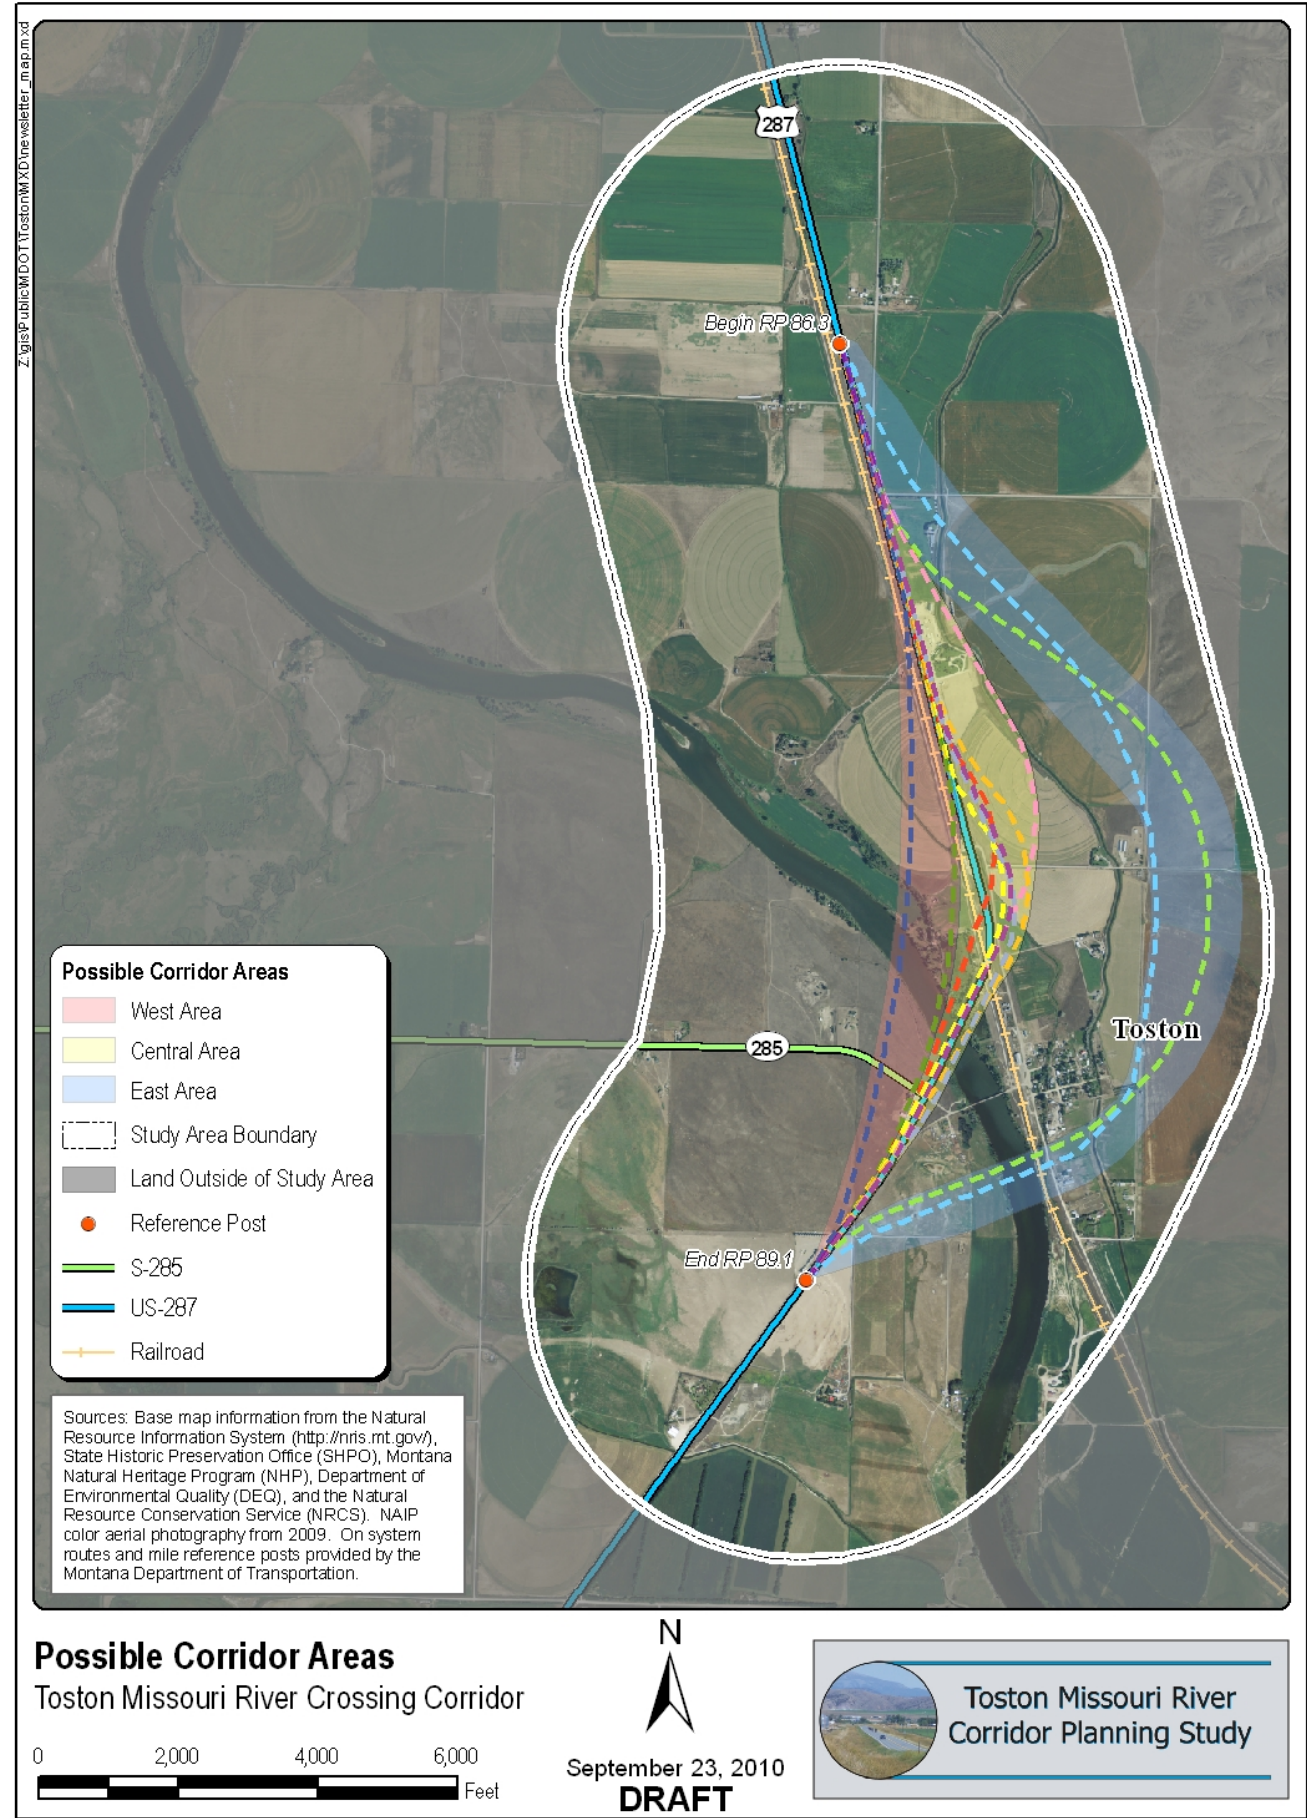 Z:\gis\Public\MDOT\Toston\MXD\newsletter_map.mxd
287
Begin RP 86.3
Toston
285
End RP 89.1
Possible Corridor Areas
West Area
Central Area
East Area
Study Area Boundary
Land Outside of Study Area
Reference Post
S-285
US-287
Railroad
Sources: Base map information from the Natural
Resource Information System (http://nris.mt.gov/),
State Historic Preservation Office (SHPO), Montana
Natural Heritage Program (NHP), Department of
Environmental Quality (DEQ), and the Natural
Resource Conservation Service (NRCS). NAIP
color aerial photography from 2009. On system
routes and mile reference posts provided by the
Montana Department of Transportation.
Possible Corridor Areas
Toston Missouri River Crossing Corridor
0 2,000 4,000 6,000
Feet
N
September 23, 2010
DRAFT
Toston Missouri River
Corridor Planning Study